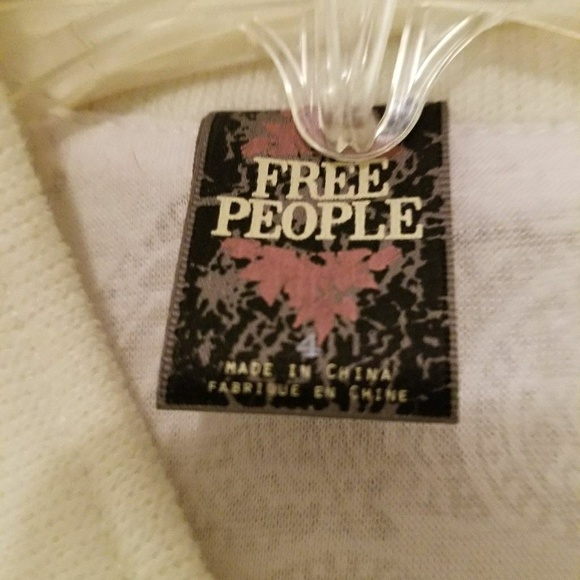 FREE
PEOPLE
4
MADE IN CHINA
FABRIQUE EN CHINE